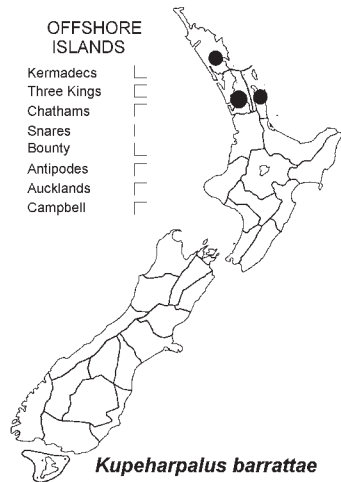 OFFSHORE
ISLANDS
Kermadecs
Three Kings
Chathams
Snares
Bounty
Antipodes
Aucklands
Campbell
Kupeharpalus barrattae